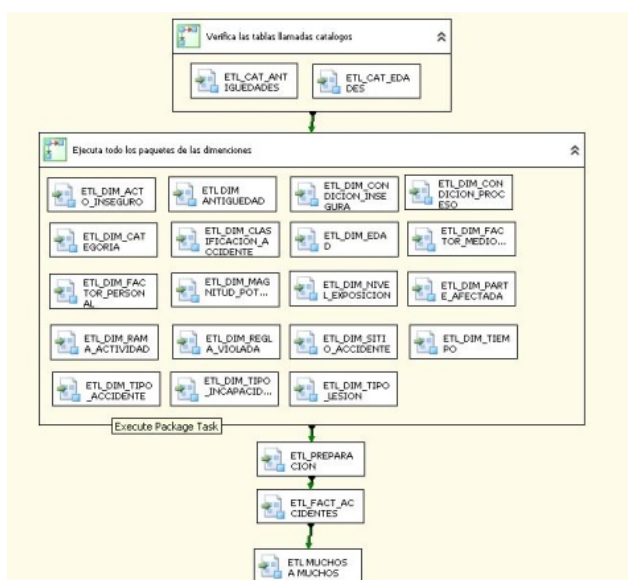 Verifica las tablas llamadas catalogos
ETL_CAT_ANT
IGUEDADES
ETL_CAT_EDA
DES
Ejecuta todo los paquetes de las dimenciones
ETL_DIM_ACT
O_INSEGURO
ETL DIM
ANTIGUEDAD
ETL_DIM_CON
DICION_INSE
GURA
ETL_DIM_CON
DICION_PROC
ESO
ETL_DIM_CAT
EGORIA
ETL_DIM_CLAS
IFICACIÓN_A
CCIDENTE
ETL_DIM_EDA
D
ETL_DIM_FAC
TOR_MEDIO...
ETL_DIM_FAC
TOR_PERSON
AL
ETL_DIM_MAG
NITUD_POT...
ETL_DIM_NIVE
L_EXPOSICION
ETL_DIM_PART
E_AFECTADA
ETL_DIM_RAM
A_ACTIVIDAD
ETL_DIM_REGL
A_VIOLADA
ETL_DIM_SITI
O_ACCIDENTE
ETL_DIM_TIEM
PO
ETL_DIM_TIPO
_ACCIDENTE
ETL_DIM_TIPO
_INCAPACID...
ETL_DIM_TIPO
_LESION
Execute Package Task
ETL_PREPARA
CION
ETL_FACT_AC
CIDENTES
ETL MUCHOS
A MUCHOS